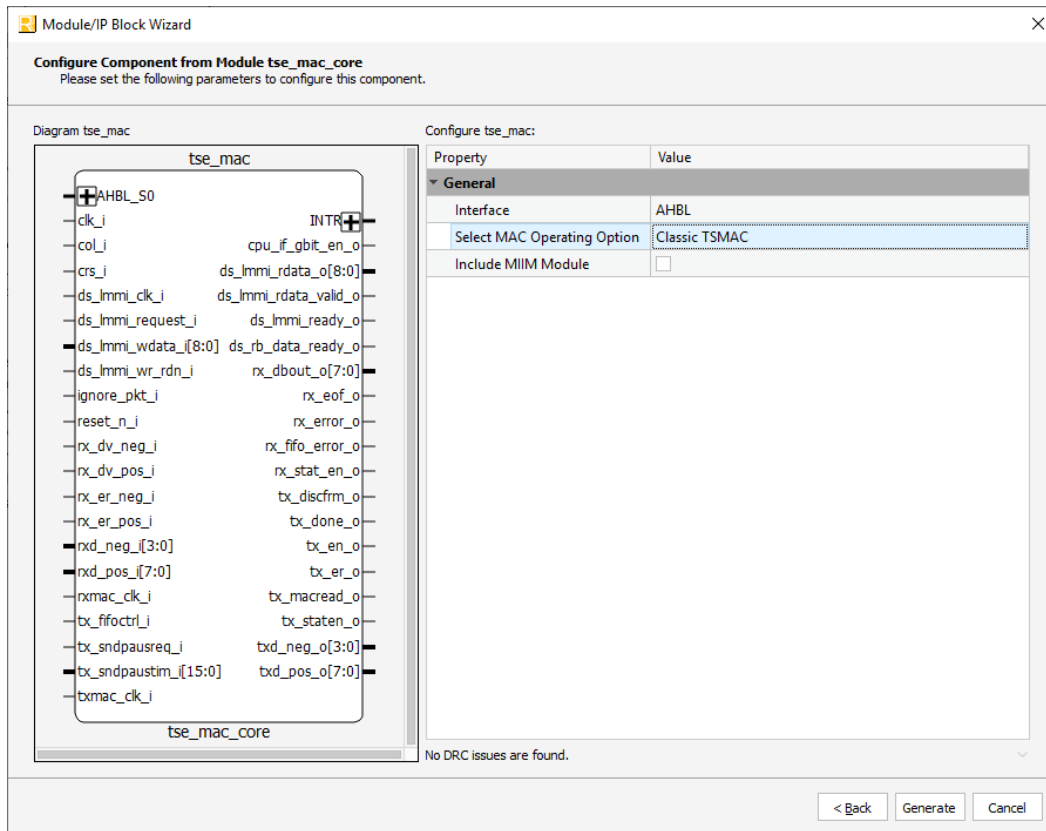 Module/IP Block Wizard
Configure Component from Module tse_mac_core
Please set the following parameters to configure this component.
Diagram tse_mac
Configure tse_mac:
tse_mac
AHBL_S0
clk_i
INTR
col_i
cpu_if_gbit_en_o
crs_i
ds_lmmi_rdata_o[8:0]
ds_lmmi_clk_i
ds_lmmi_rdata_valid_o
ds_lmmi_request_i
ds_lmmi_ready_o
ds_lmmi_wdata_i[8:0]
ds_rb_data_ready_o
ds_lmmi_wr_rdn_i
rx_dbout_o[7:0]
ignore_pkt_i
rx_eof_o
reset_n_i
rx_error_o
rx_dv_neg_i
rx_fifo_error_o
rx_dv_pos_i
rx_stat_en_o
rx_er_neg_i
tx_discfrm_o
rx_er_pos_i
tx_done_o
rxd_neg_i[3:0]
tx_en_o
rxd_pos_i[7:0]
tx_er_o
rxmac_clk_i
tx_macread_o
tx_fifoctrl_i
tx_staten_o
tx_sndpausreq_i
txd_neg_o[3:0]
tx_sndpaustim_i[15:0]
txd_pos_o[7:0]
txmac_clk_i
tse_mac_core
Property Value
General
Interface AHBL
Select MAC Operating Option Classic TSMAC
Include MIIM Module
No DRC issues are found.
< Back
Generate
Cancel